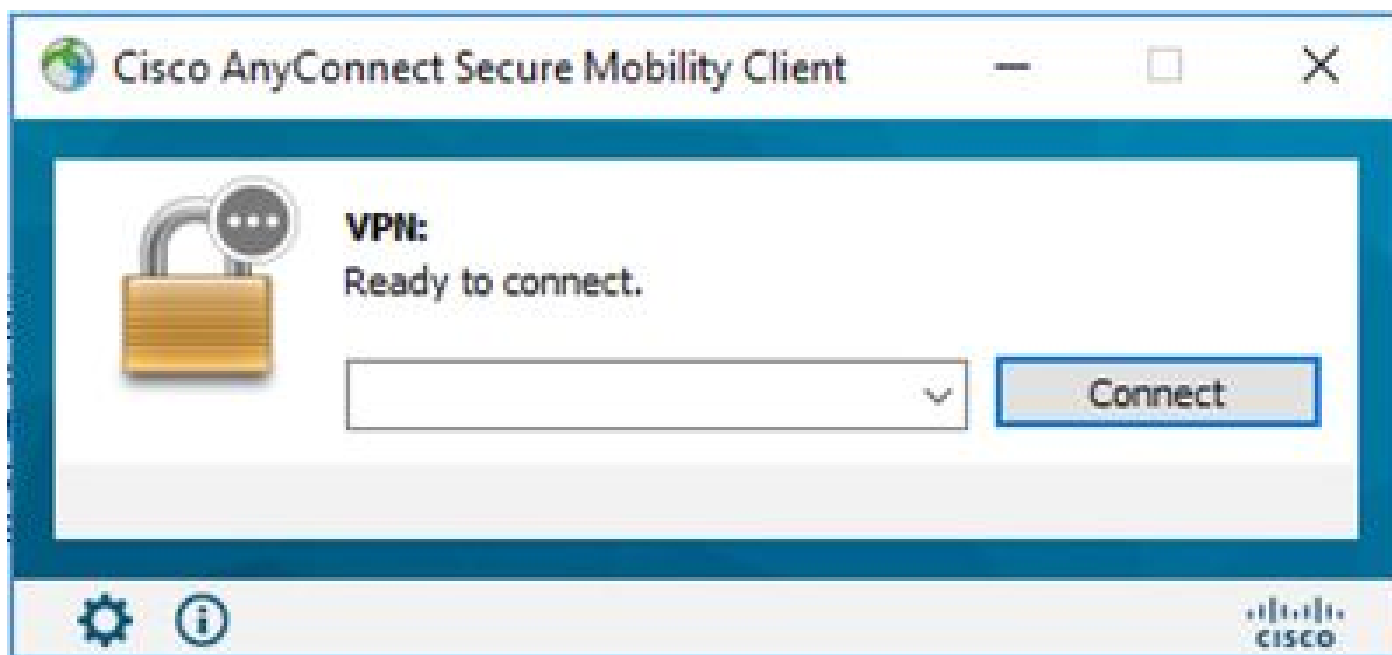 Cisco AnyConnect Secure Mobility Client
VPN:
Ready to connect.
Connect
CISCO